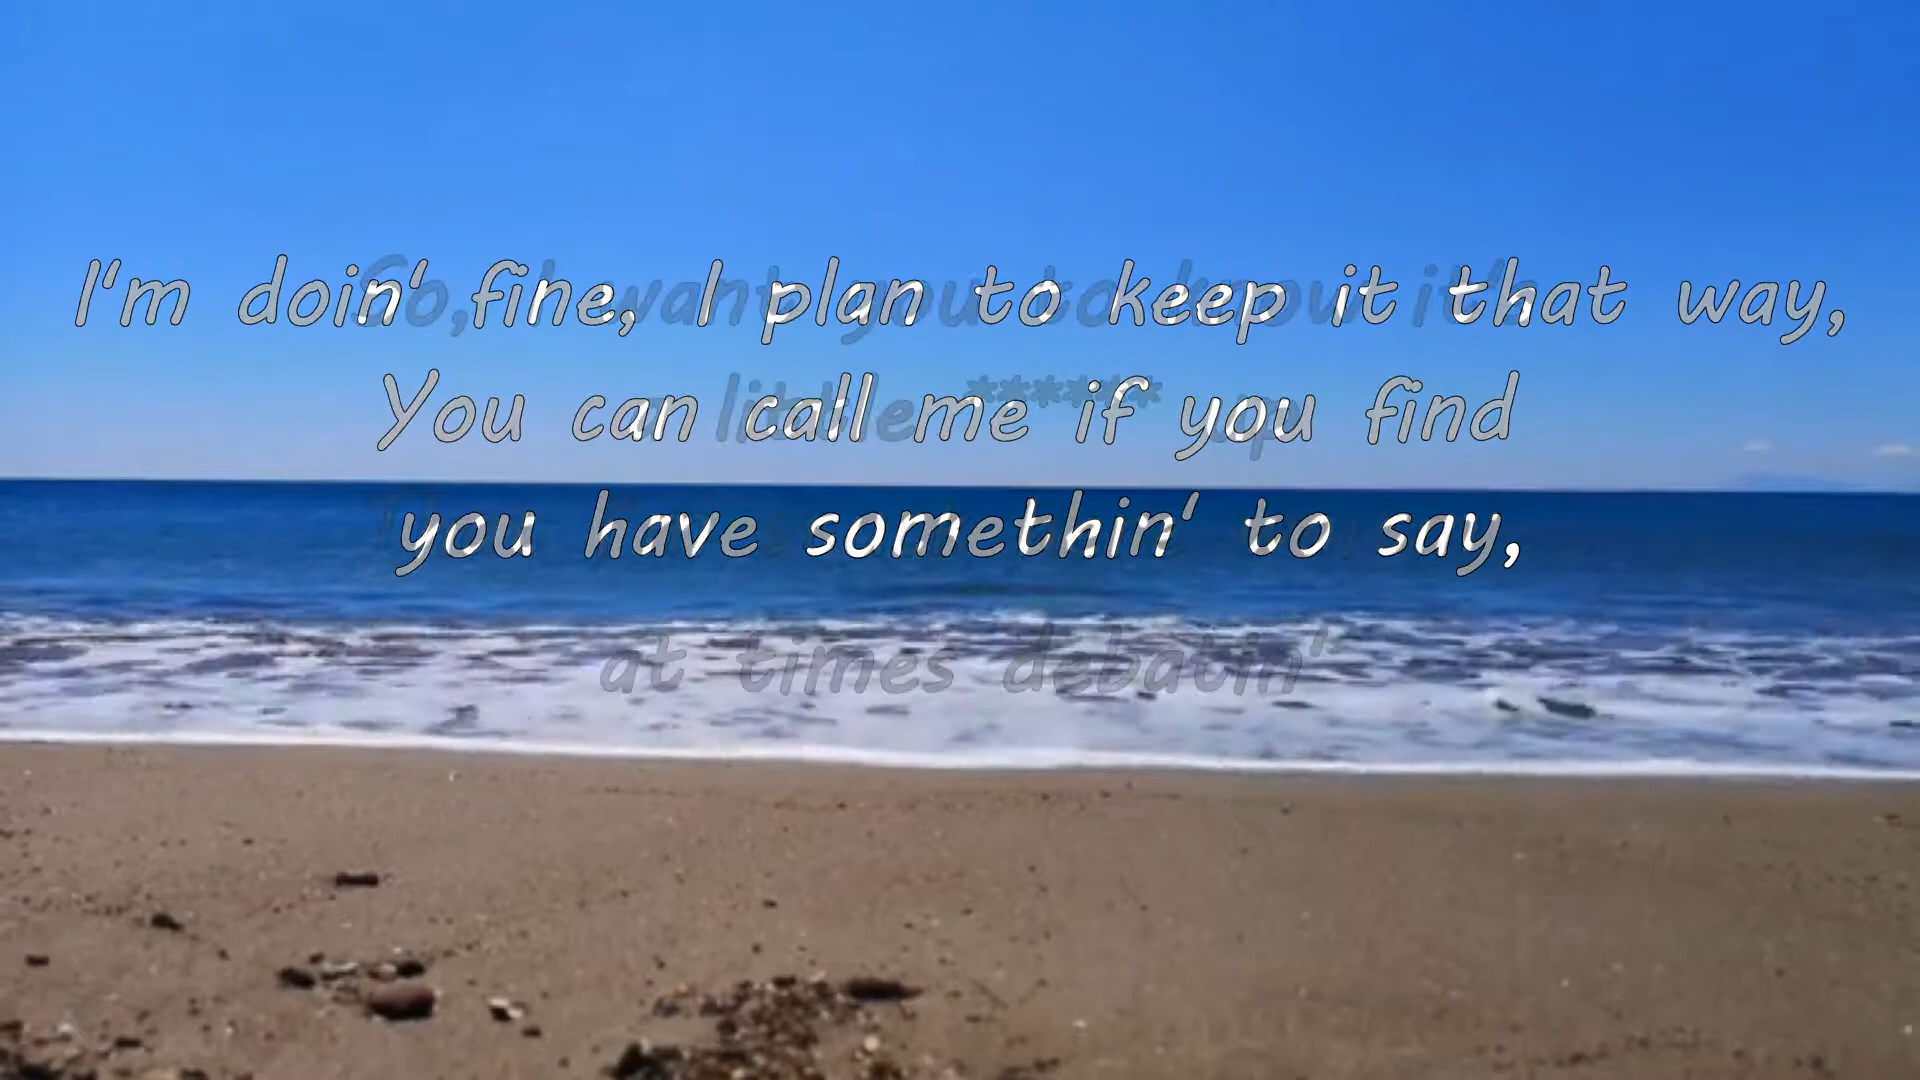 I'm doin' fine, I plan to keep it that way,
You can call me if you find
you have somethin' to say,
at times debatin'